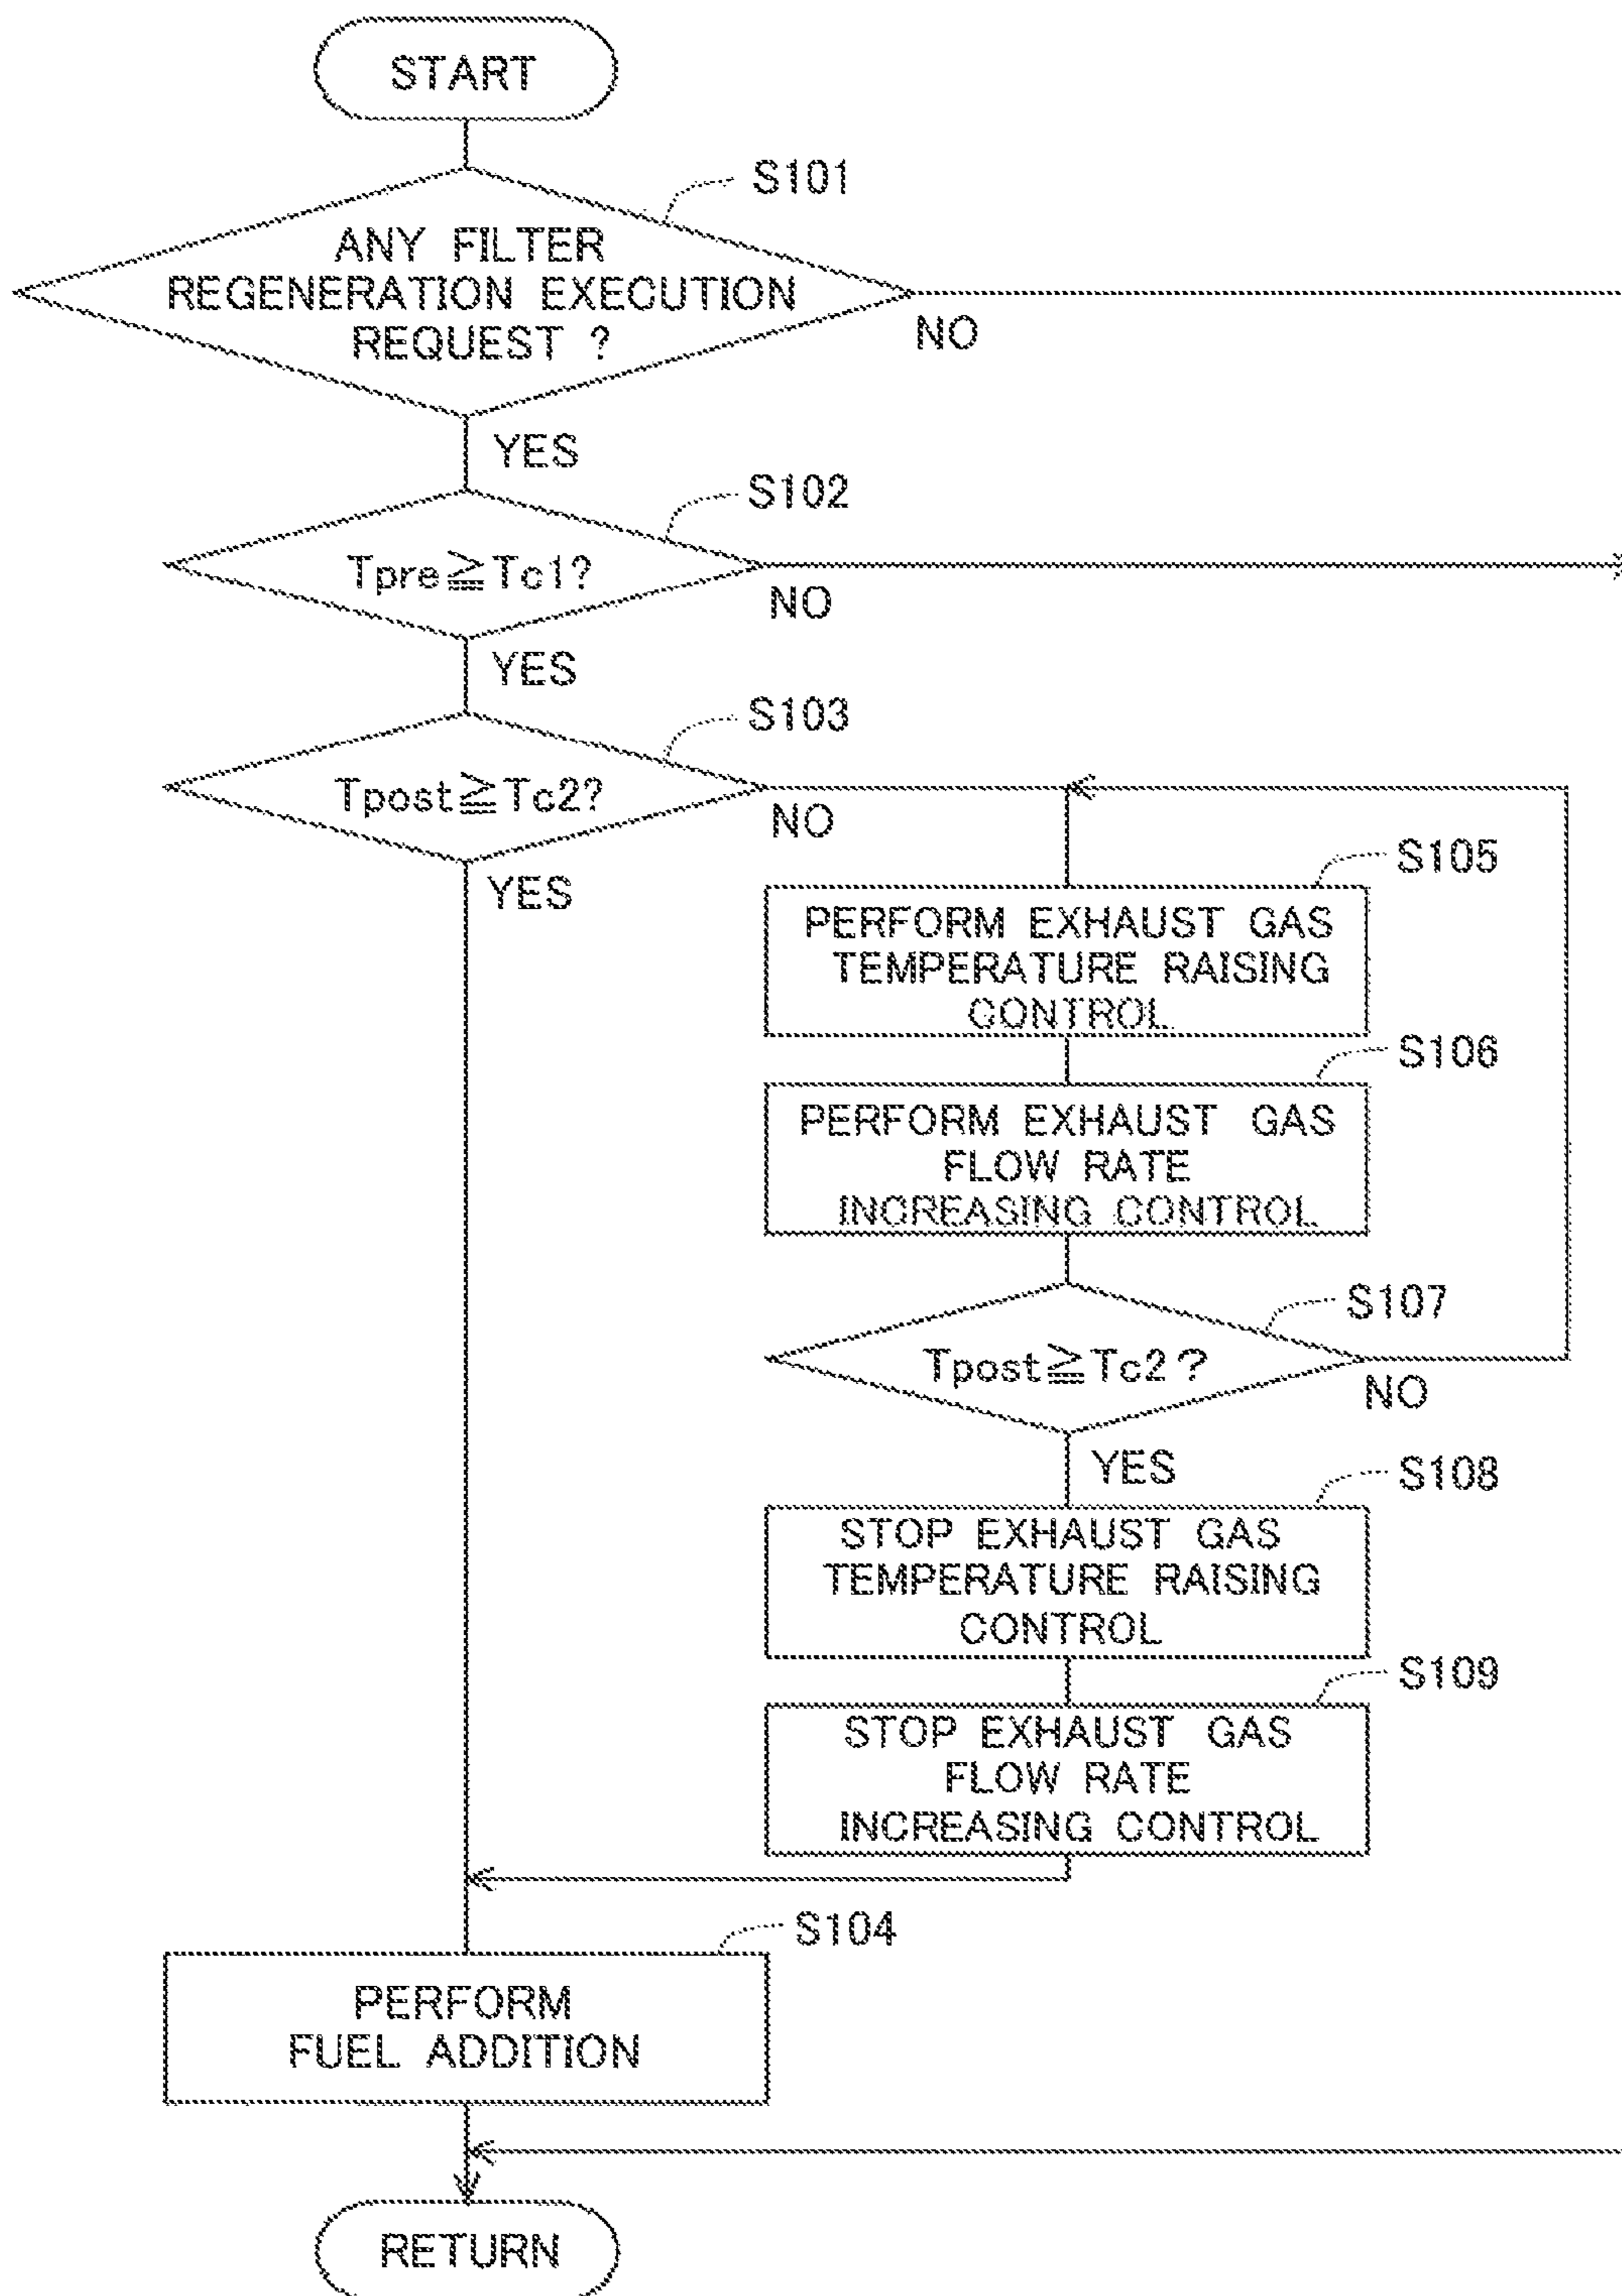 START
S101
ANY FILTER
REGENERATION EXECUTION
REQUEST ?
NO
YES
S102
Tpre≧Tc1?
NO
YES
S103
Tpost≧Tc2?
NO
YES
S105
PERFORM EXHAUST GAS
TEMPERATURE RAISING
CONTROL
S106
PERFORM EXHAUST GAS
FLOW RATE
INCREASING CONTROL
S107
Tpost≧Tc2 ?
NO
YES
S108
STOP EXHAUST GAS
TEMPERATURE RAISING
CONTROL
S109
STOP EXHAUST GAS
FLOW RATE
INCREASING CONTROL
S104
PERFORM
FUEL ADDITION
RETURN